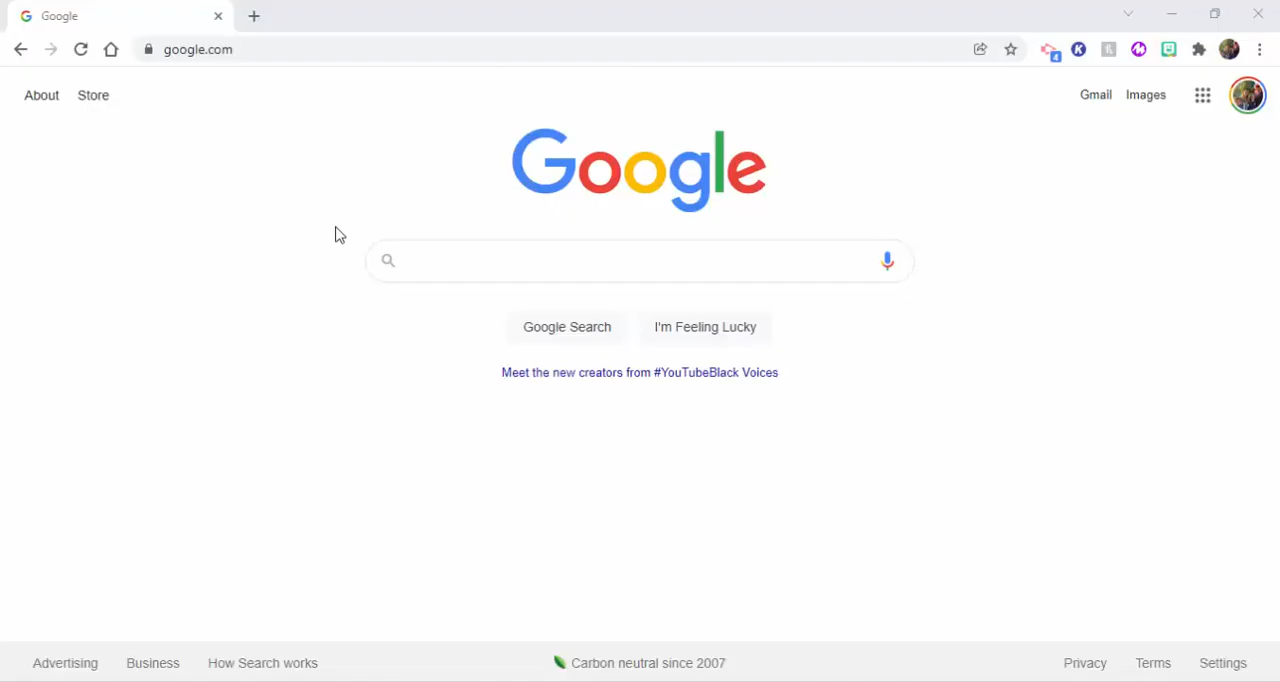 Google
google.com
4
K
About
Store
Gmail
Images
Google
Google Search
I'm Feeling Lucky
Meet the new creators from #YouTubeBlack Voices
Advertising
Business
How Search works
Carbon neutral since 2007
Privacy
Terms
Settings